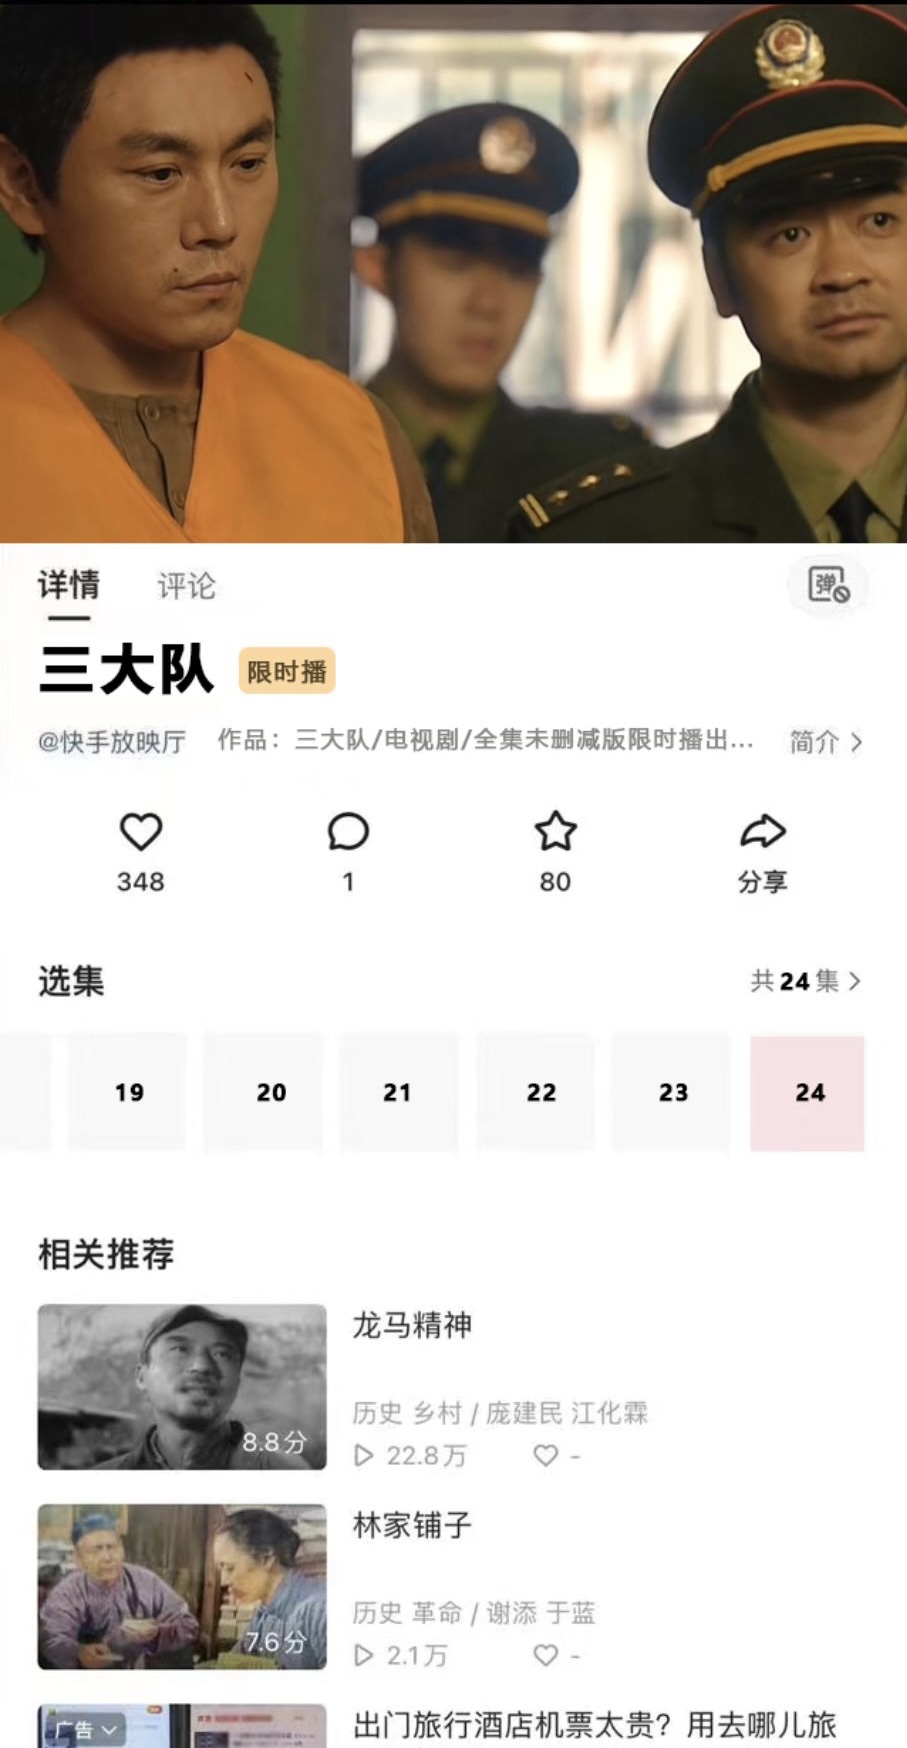 详情
评论
弹
三大队
限时播
@快手放映厅
作品：三大队/电视剧/全集未删减版限时播出...
简介
348
1
80
分享
选集
共24集
19
20
21
22
23
24
相关推荐
8.8分
龙马精神
历史 乡村 / 庞建民 江化霖
22.8万
-
7.6分
林家铺子
历史 革命 / 谢添 于蓝
2.1万
-
广告
出门旅行酒店机票太贵？用去哪儿旅